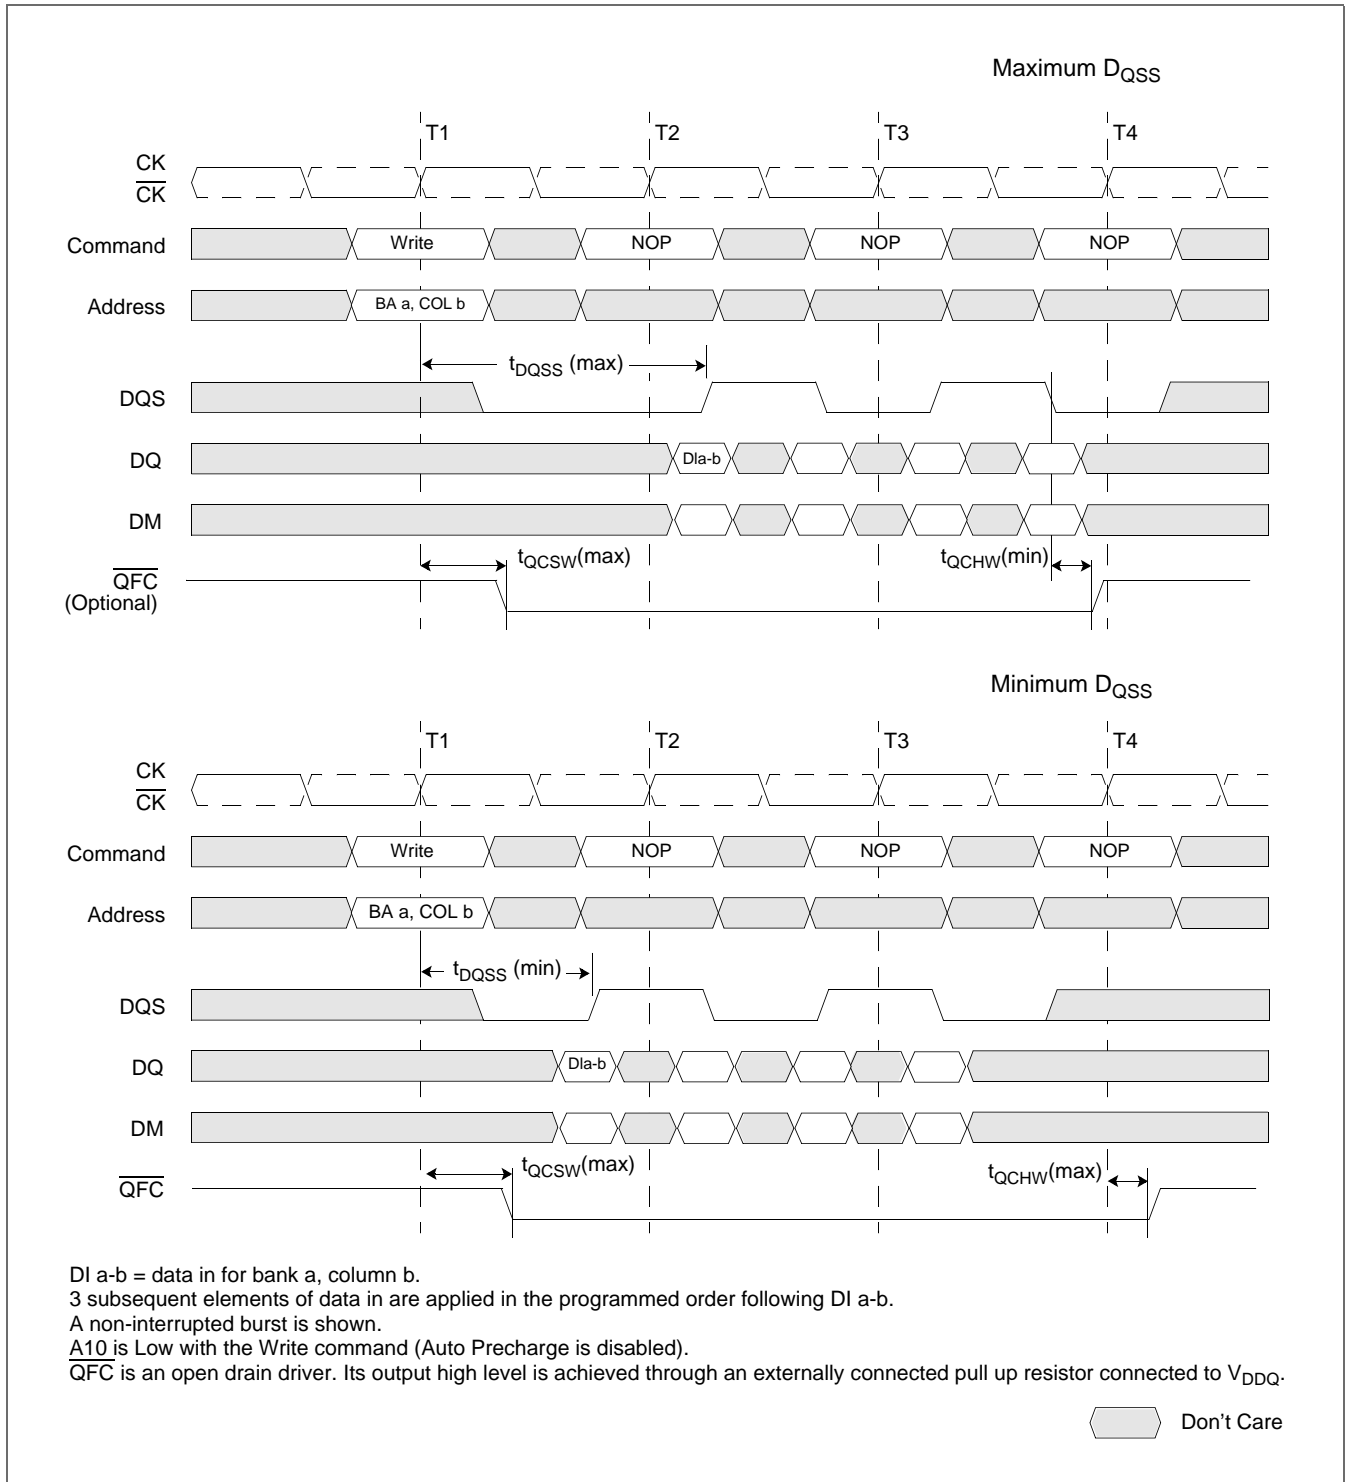 Maximum DQSS
T1 T2 T3 T4
CK
CK
Command Write NOP NOP NOP
Address BA a, COL b
tDQSS (max)
DQS
DQ DIa-b
DM
tQCSW(max) tQCHW(min)
QFC
(Optional)
Minimum DQSS
T1 T2 T3 T4
CK
CK
Command Write NOP NOP NOP
Address BA a, COL b
tDQSS (min)
DQS
DQ DIa-b
DM
tQCSW(max) tQCHW(max)
QFC
DI a-b = data in for bank a, column b.
3 subsequent elements of data in are applied in the programmed order following DI a-b.
A non-interrupted burst is shown.
A10 is Low with the Write command (Auto Precharge is disabled).
QFC is an open drain driver. Its output high level is achieved through an externally connected pull up resistor connected to VDDQ.
Don't Care